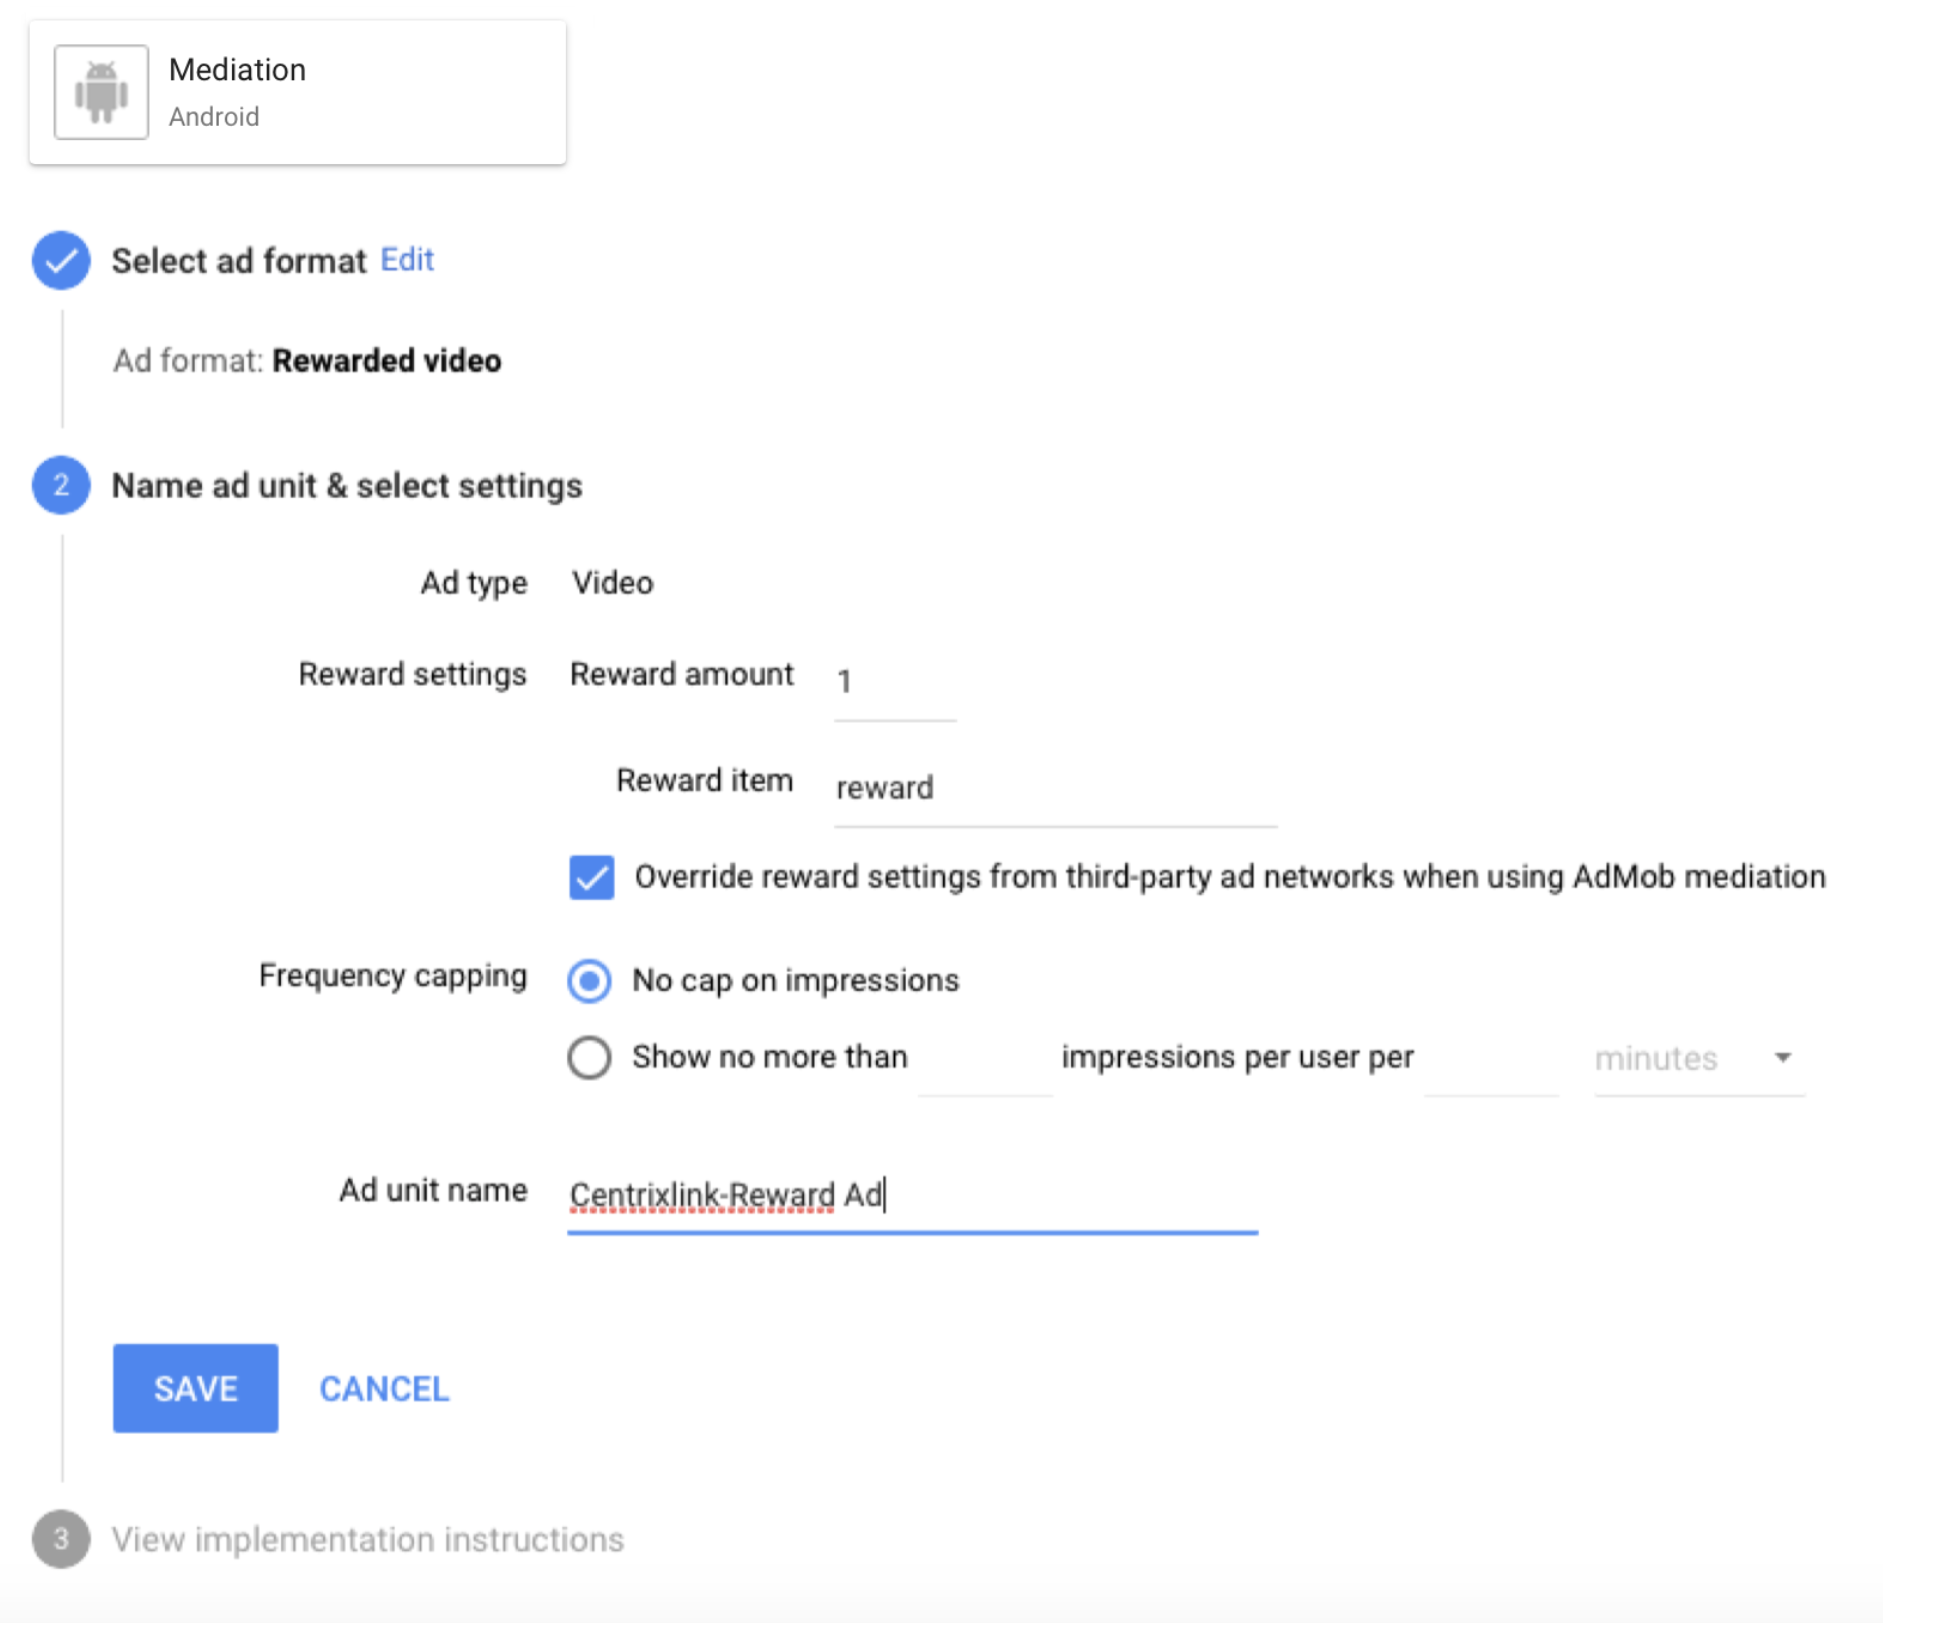 Mediation
Android
Select ad format Edit
Ad format: Rewarded video
2 Name ad unit & select settings
Ad type Video
Reward settings Reward amount 1
Reward item reward
Override reward settings from third-party ad networks when using AdMob mediation
Frequency capping No cap on impressions
Show no more than impressions per user per minutes
Ad unit name Centrixlink-Reward Ad
SAVE CANCEL
3 View implementation instructions